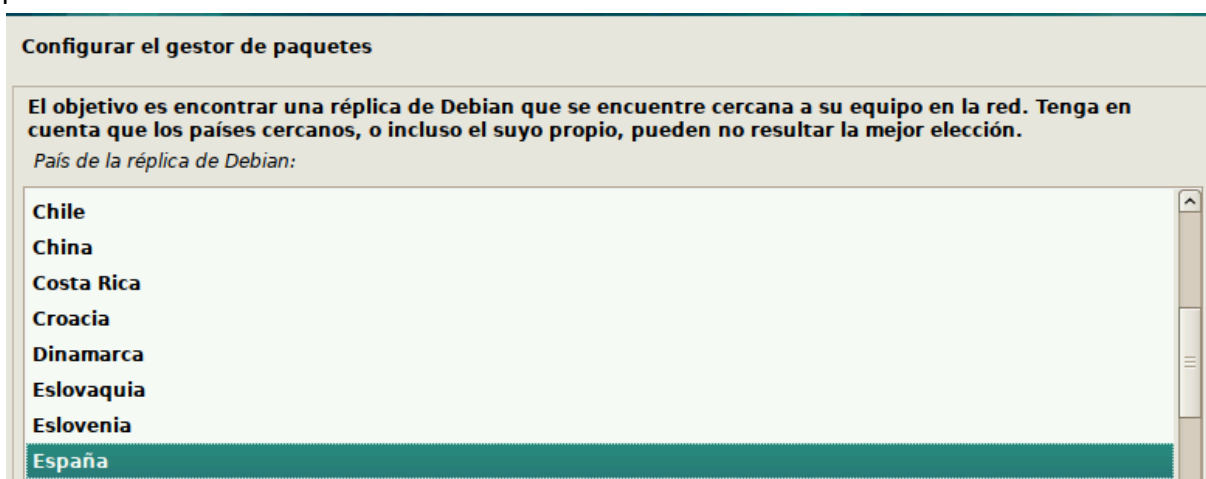 Configurar el gestor de paquetes
El objetivo es encontrar una réplica de Debian que se encuentre cercana a su equipo en la red. Tenga en
cuenta que los países cercanos, o incluso el suyo propio, pueden no resultar la mejor elección.
País de la réplica de Debian:
Chile
China
Costa Rica
Croacia
Dinamarca
Eslovaquia
Eslovenia
España